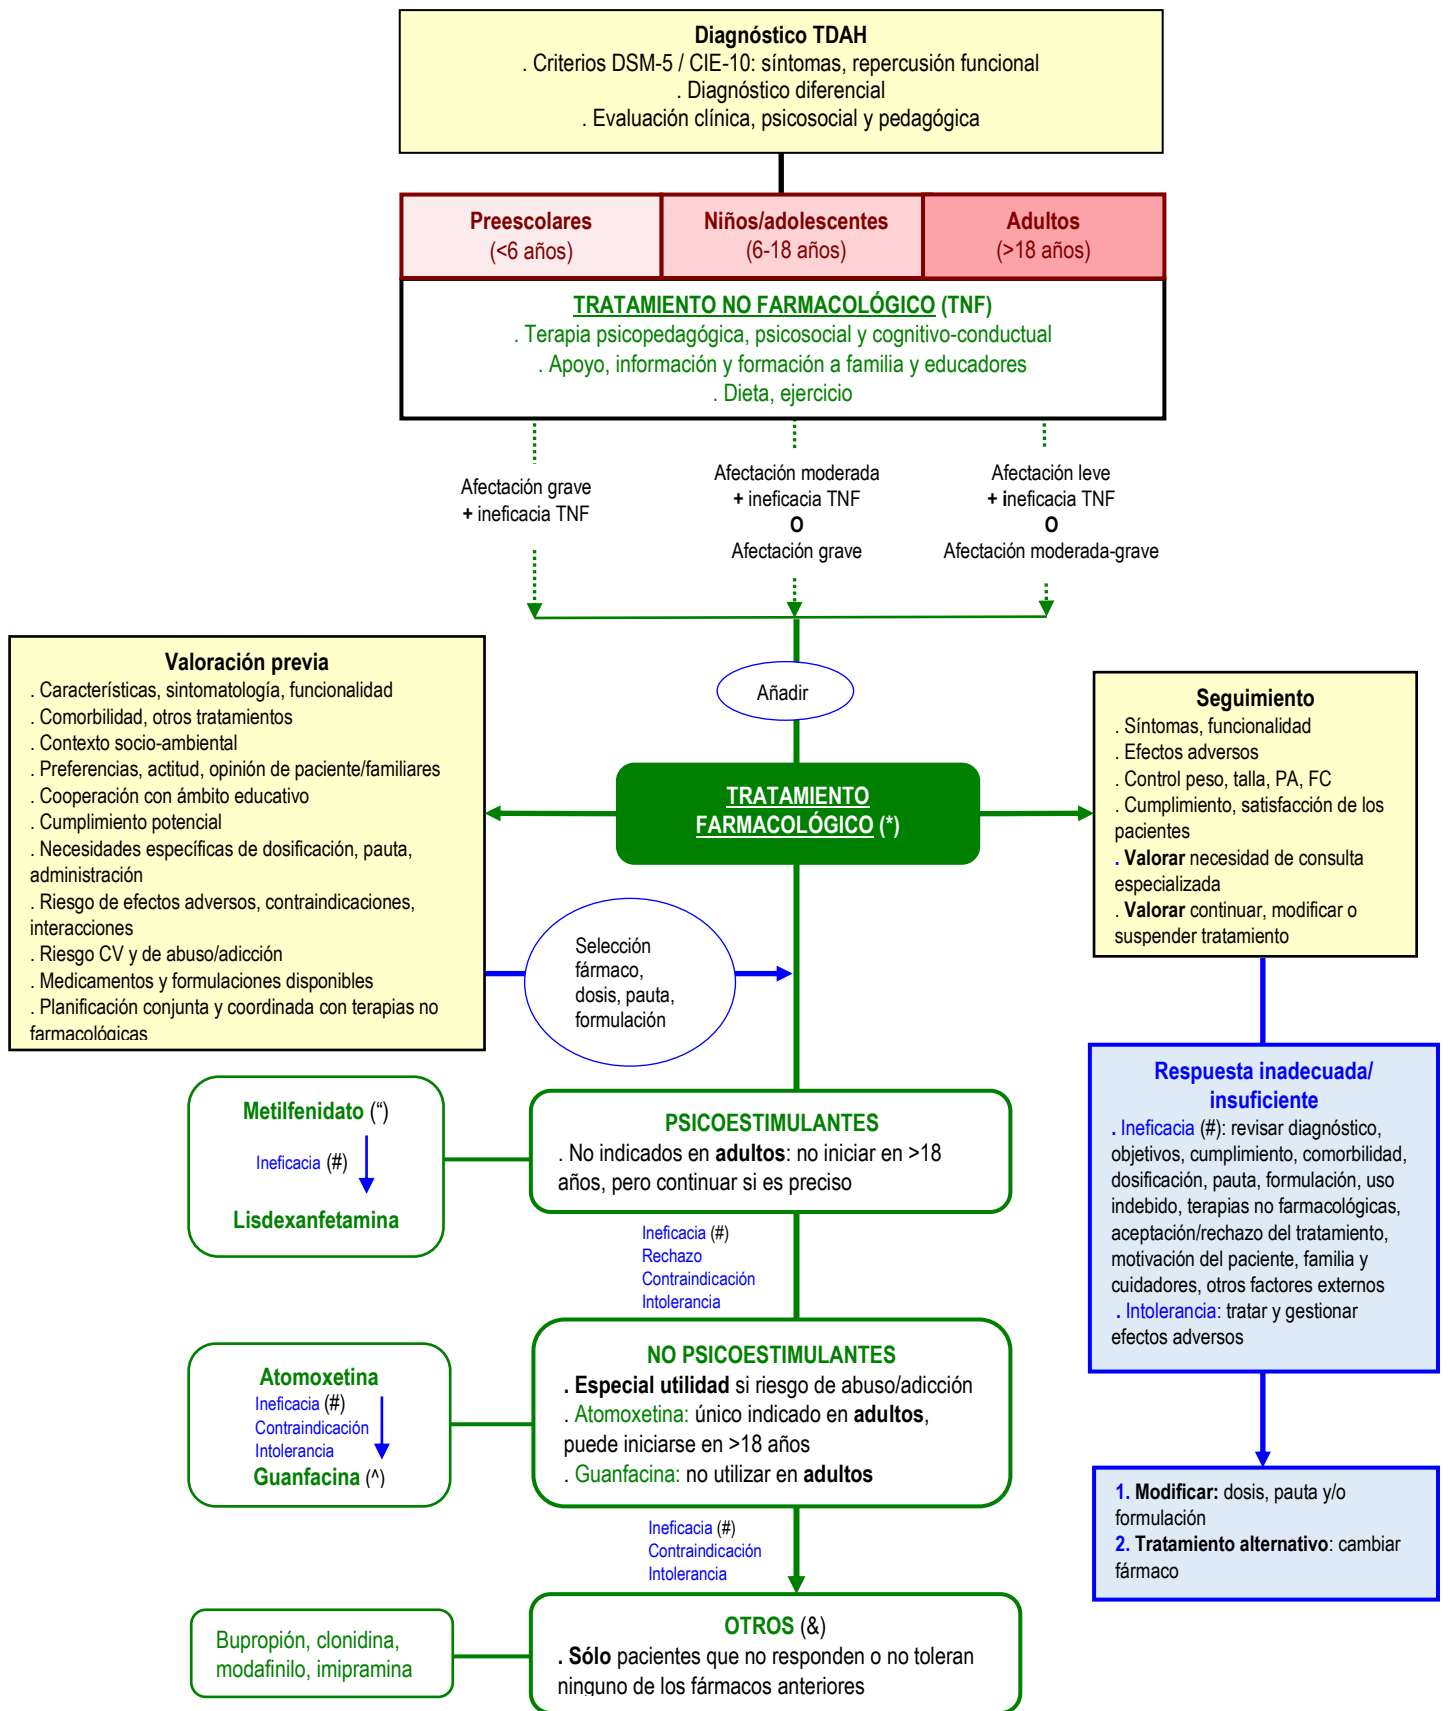 Diagnóstico TDAH
. Criterios DSM-5 / CIE-10: síntomas, repercusión funcional
. Diagnóstico diferencial
. Evaluación clínica, psicosocial y pedagógica
Preescolares
(<6 años)
Niños/adolescentes
(6-18 años)
Adultos
(>18 años)
TRATAMIENTO NO FARMACOLÓGICO (TNF)
. Terapia psicopedagógica, psicosocial y cognitivo-conductual
. Apoyo, información y formación a familia y educadores
. Dieta, ejercicio
Afectación grave
+ ineficacia TNF
Afectación moderada
+ ineficacia TNF
O
Afectación grave
Afectación leve
+ ineficacia TNF
O
Afectación moderada-grave
Añadir
Valoración previa
. Características, sintomatología, funcionalidad
. Comorbilidad, otros tratamientos
. Contexto socio-ambiental
. Preferencias, actitud, opinión de paciente/familiares
. Cooperación con ámbito educativo
. Cumplimiento potencial
. Necesidades específicas de dosificación, pauta,
administración
. Riesgo de efectos adversos, contraindicaciones,
interacciones
. Riesgo CV y de abuso/adicción
. Medicamentos y formulaciones disponibles
. Planificación conjunta y coordinada con terapias no
farmacológicas
TRATAMIENTO
FARMACOLÓGICO (*)
Seguimiento
. Síntomas, funcionalidad
. Efectos adversos
. Control peso, talla, PA, FC
. Cumplimiento, satisfacción de los
pacientes
. Valorar necesidad de consulta
especializada
. Valorar continuar, modificar o
suspender tratamiento
Selección
fármaco,
dosis, pauta,
formulación
Metilfenidato (“)
Ineficacia (#)
Lisdexanfetamina
PSICOESTIMULANTES
. No indicados en adultos: no iniciar en >18
años, pero continuar si es preciso
Ineficacia (#)
Rechazo
Contraindicación
Intolerancia
Respuesta inadecuada/
insuficiente
. Ineficacia (#): revisar diagnóstico,
objetivos, cumplimiento, comorbilidad,
dosificación, pauta, formulación, uso
indebido, terapias no farmacológicas,
aceptación/rechazo del tratamiento,
motivación del paciente, familia y
cuidadores, otros factores externos
. Intolerancia: tratar y gestionar
efectos adversos
Atomoxetina
Ineficacia (#)
Contraindicación
Intolerancia
Guanfacina (^)
NO PSICOESTIMULANTES
. Especial utilidad si riesgo de abuso/adicción
. Atomoxetina: único indicado en adultos,
puede iniciarse en >18 años
. Guanfacina: no utilizar en adultos
Ineficacia (#)
Contraindicación
Intolerancia
1. Modificar: dosis, pauta y/o
formulación
2. Tratamiento alternativo: cambiar
fármaco
Bupropión, clonidina,
modafinilo, imipramina
OTROS (&)
. Sólo pacientes que no responden o no toleran
ninguno de los fármacos anteriores